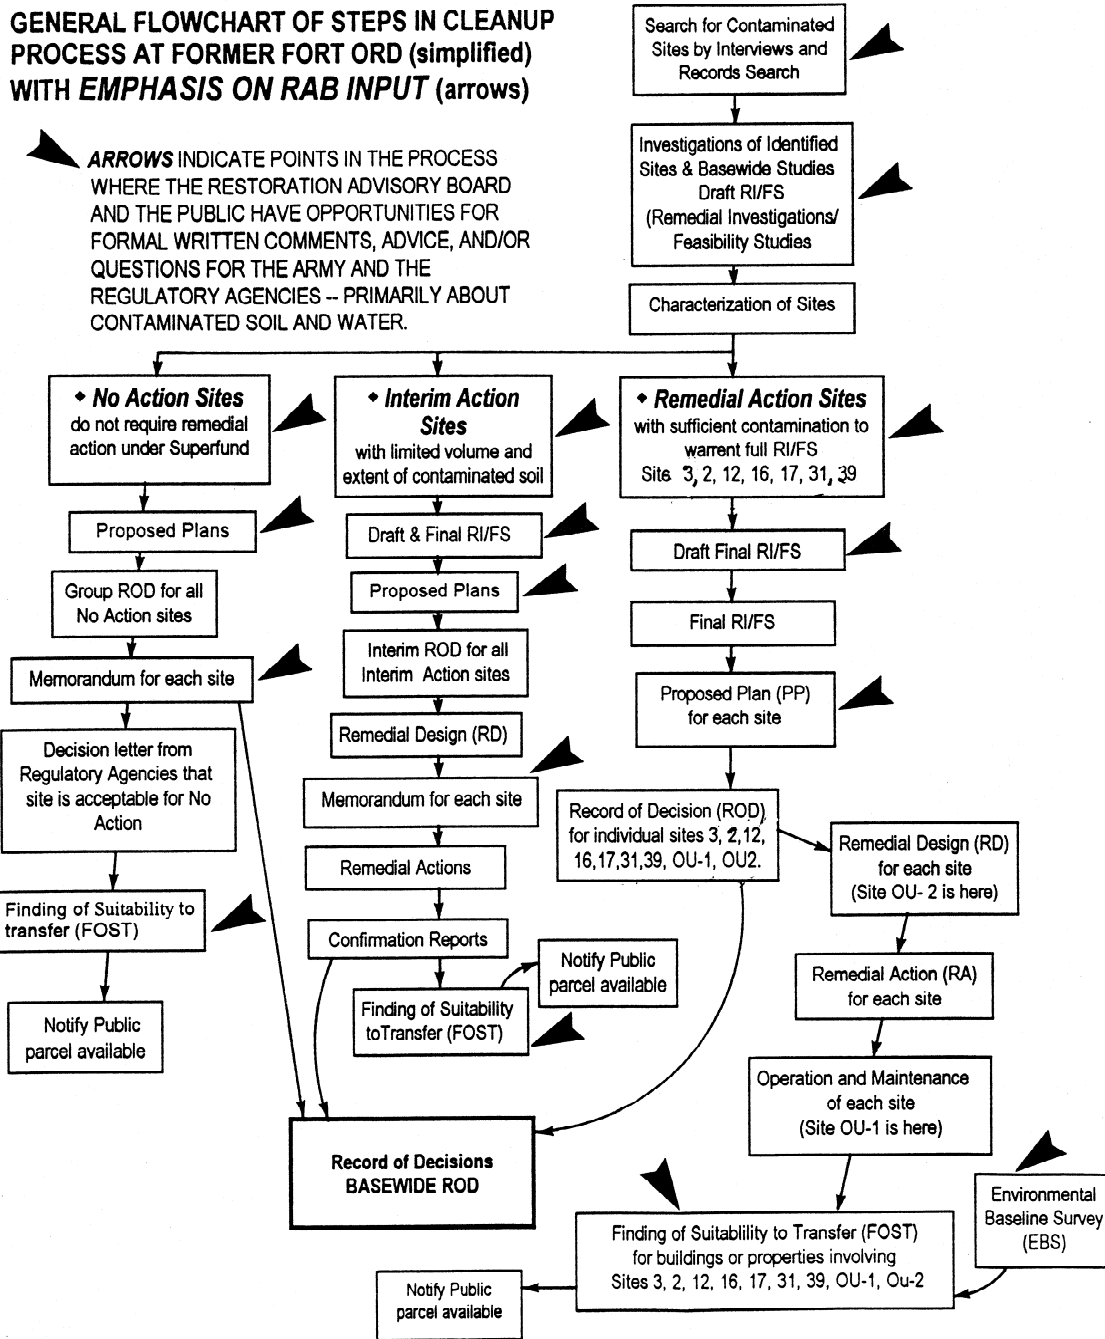 GENERAL FLOWCHART OF STEPS IN CLEANUP
PROCESS AT FORMER FORT ORD (simplified)
WITH EMPHASIS ON RAB INPUT (arrows)
ARROWS INDICATE POINTS IN THE PROCESS
WHERE THE RESTORATION ADVISORY BOARD
AND THE PUBLIC HAVE OPPORTUNITIES FOR
FORMAL WRITTEN COMMENTS, ADVICE, AND/OR
QUESTIONS FOR THE ARMY AND THE
REGULATORY AGENCIES -- PRIMARILY ABOUT
CONTAMINATED SOIL AND WATER.
Search for Contaminated
Sites by Interviews and
Records Search
Investigations of Identified
Sites & Basewide Studies
Draft RI/FS
(Remedial Investigations/
Feasibility Studies
Characterization of Sites
◆ No Action Sites
do not require remedial
action under Superfund
Proposed Plans
Group ROD for all
No Action sites
Memorandum for each site
Decision letter from
Regulatory Agencies that
site is acceptable for No
Action
Finding of Suitability to
transfer (FOST)
Notify Public
parcel available
◆ Interim Action
Sites
with limited volume and
extent of contaminated soil
Draft & Final RI/FS
Proposed Plans
Interim ROD for all
Interim Action sites
Remedial Design (RD)
Memorandum for each site
Remedial Actions
Confirmation Reports
Finding of Suitability
toTransfer (FOST)
Notify Public
parcel available
◆ Remedial Action Sites
with sufficient contamination to
warrent full RI/FS
Site 3, 2, 12, 16, 17, 31, 39
Draft Final RI/FS
Final RI/FS
Proposed Plan (PP)
for each site
Record of Decision (ROD)
for individual sites 3, 2,12,
16,17,31,39, OU-1, OU2.
Remedial Design (RD)
for each site
(Site OU- 2 is here)
Remedial Action (RA)
for each site
Operation and Maintenance
of each site
(Site OU-1 is here)
Record of Decisions
BASEWIDE ROD
Environmental
Baseline Survey
(EBS)
Finding of Suitablility to Transfer (FOST)
for buildings or properties involving
Sites 3, 2, 12, 16, 17, 31, 39, OU-1, Ou-2
Notify Public
parcel available